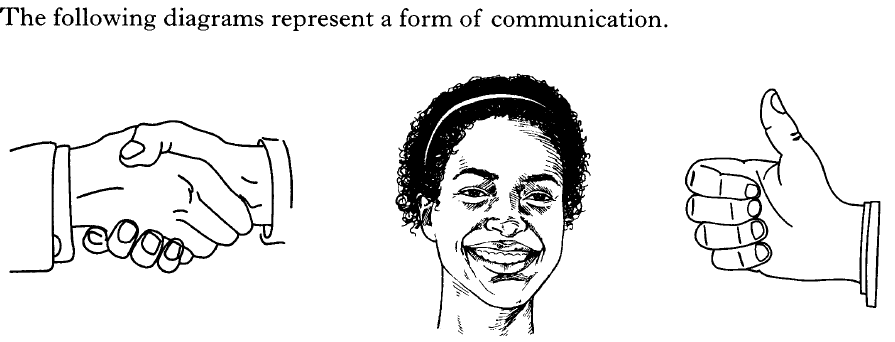 The following diagrams represent a form of communication.